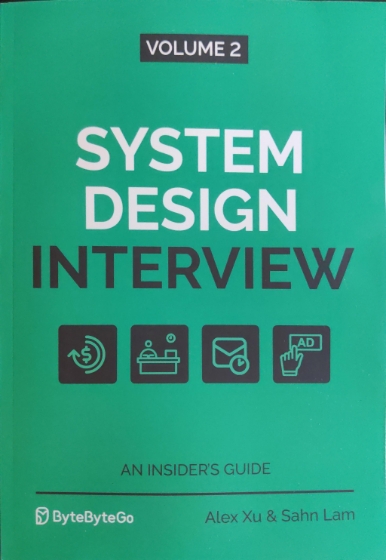 VOLUME 2
SYSTEM
DESIGN
INTERVIEW
$
AD
AN INSIDER'S GUIDE
ByteByteGo
Alex Xu & Sahn Lam